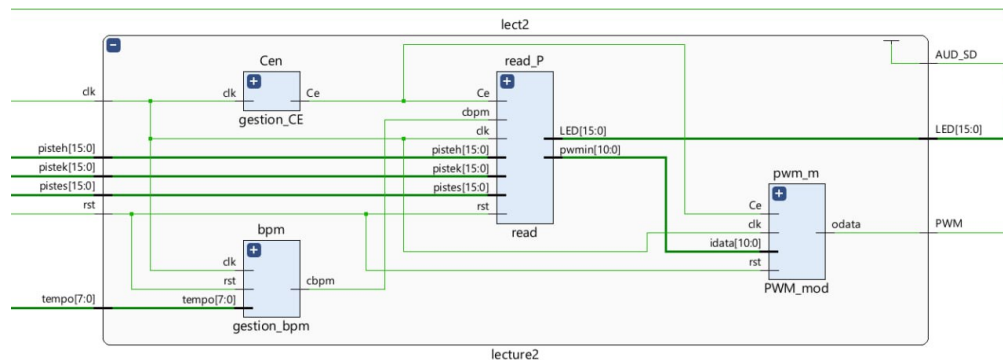 lect2
Cen
read_P
AUD_SD
clk
clk
Ce
Ce
gestion_CE
cbpm
clk
LED[15:0]
LED[15:0]
pisteh[15:0]
pisteh[15:0]
pwmin[10:0]
pistek[15:0]
pistek[15:0]
pwm_m
pistes[15:0]
pistes[15:0]
rst
rst
Ce
bpm
read
clk
odata
PWM
idata[10:0]
clk
rst
rst
cbpm
PWM_mod
tempo[7:0]
tempo[7:0]
gestion_bpm
lecture2